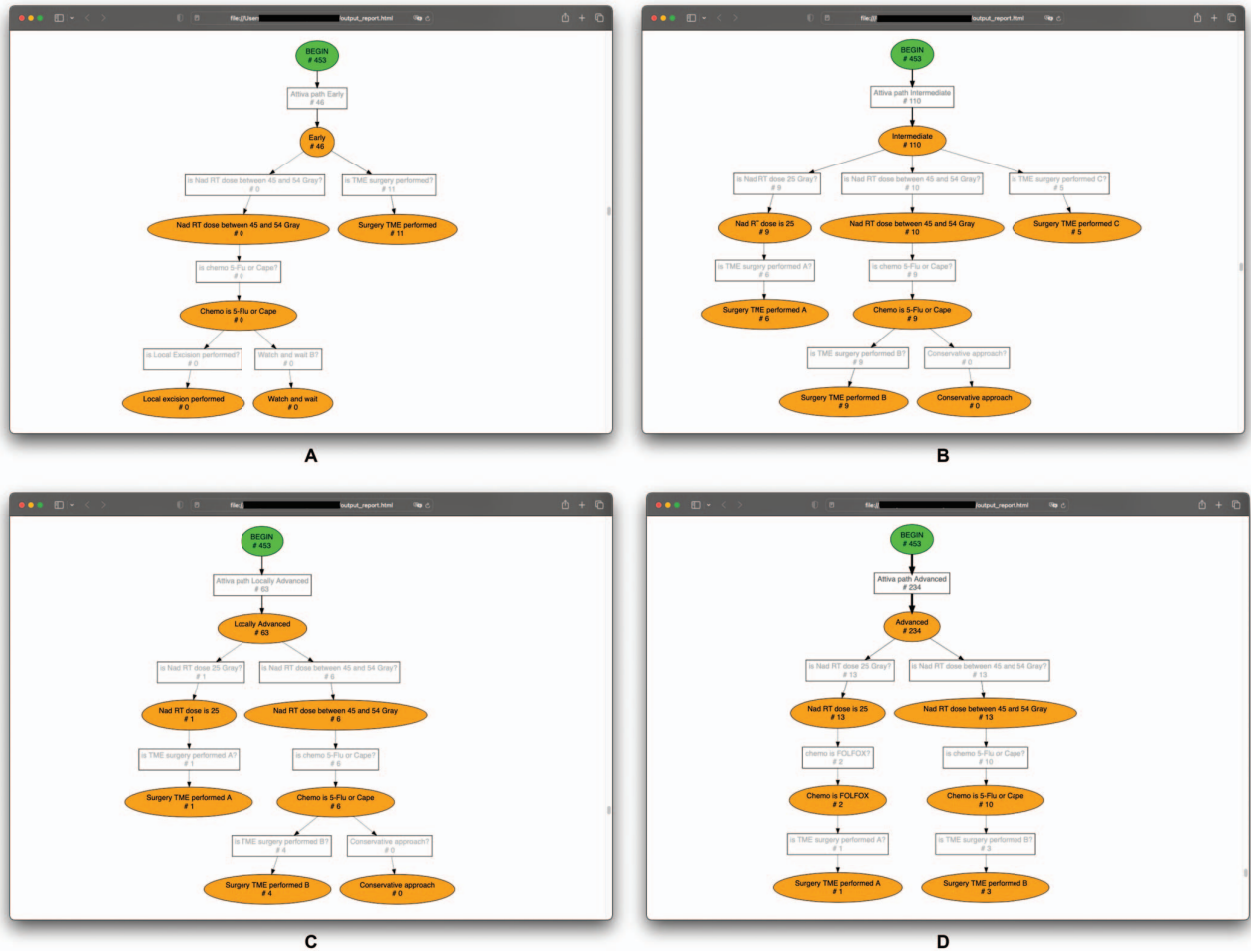 file://Users
/output_report.html
BEGIN
# 453
Attiva path Early
# 46
Early
# 46
is Nad RT dose between 45 and 54 Gray?
# 0
is TME surgery performed?
# 11
Nad RT dose between 45 and 54 Gray
#
Surgery TME performed
# 11
is chemo 5-Fu or Cape?
#
Chemo is 5-Flu or Cape
#
is Local Excision performed?
# 0
Watch and wait B?
# 0
Local excision performed
# 0
Watch and wait
# 0
A
file:///
/output_report.html
BEGIN
# 453
Attiva path Intermediate
# 110
Intermediate
# 110
is Nad RT dose 25 Gray?
# 9
is Nad RT dose between 45 and 54 Gray?
# 10
is TME surgery performed C?
# 5
Nad RT dose is 25
# 9
Nad RT dose between 45 and 54 Gray
# 10
Surgery TME performed C
# 5
is TME surgery performed A?
# 6
is chemo 5-Flu or Cape?
# 9
Surgery TME performed A
# 6
Chemo is 5-Flu or Cape
# 9
is TME surgery performed B?
# 9
Conservative approach?
# 0
Surgery TME performed B
# 9
Conservative approach
# 0
B
file:/
/output_report.html
BEGIN
# 453
Attiva path Locally Advanced
# 63
Locally Advanced
# 63
is Nad RT dose 25 Gray?
# 1
is Nad RT dose between 45 and 54 Gray?
# 6
Nad RT dose is 25
# 1
Nad RT dose between 45 and 54 Gray
# 6
is TME surgery performed A?
# 1
is chemo 5-Flu or Cape?
# 6
Surgery TME performed A
# 1
Chemo is 5-Flu or Cape
# 6
is TME surgery performed B?
# 4
Conservative approach?
# 0
Surgery TME performed B
# 4
Conservative approach
# 0
C
file://
/output_report.html
BEGIN
# 453
Attiva path Advanced
# 234
Advanced
# 234
is Nad RT dose 25 Gray?
# 13
is Nad RT dose between 45 and 54 Gray?
# 13
Nad RT dose is 25
# 13
Nad RT dose between 45 and 54 Gray
# 13
chemo is FOLFOX?
# 2
is chemo 5-Flu or Case?
# 10
Chemo is FOLFOX
# 2
Chemo is 5-Flu or Cape
# 10
is TME surgery performed A?
# 1
is TME surgery performed B?
# 3
Surgery TME performed A
# 1
Surgery TME performed B
# 3
D